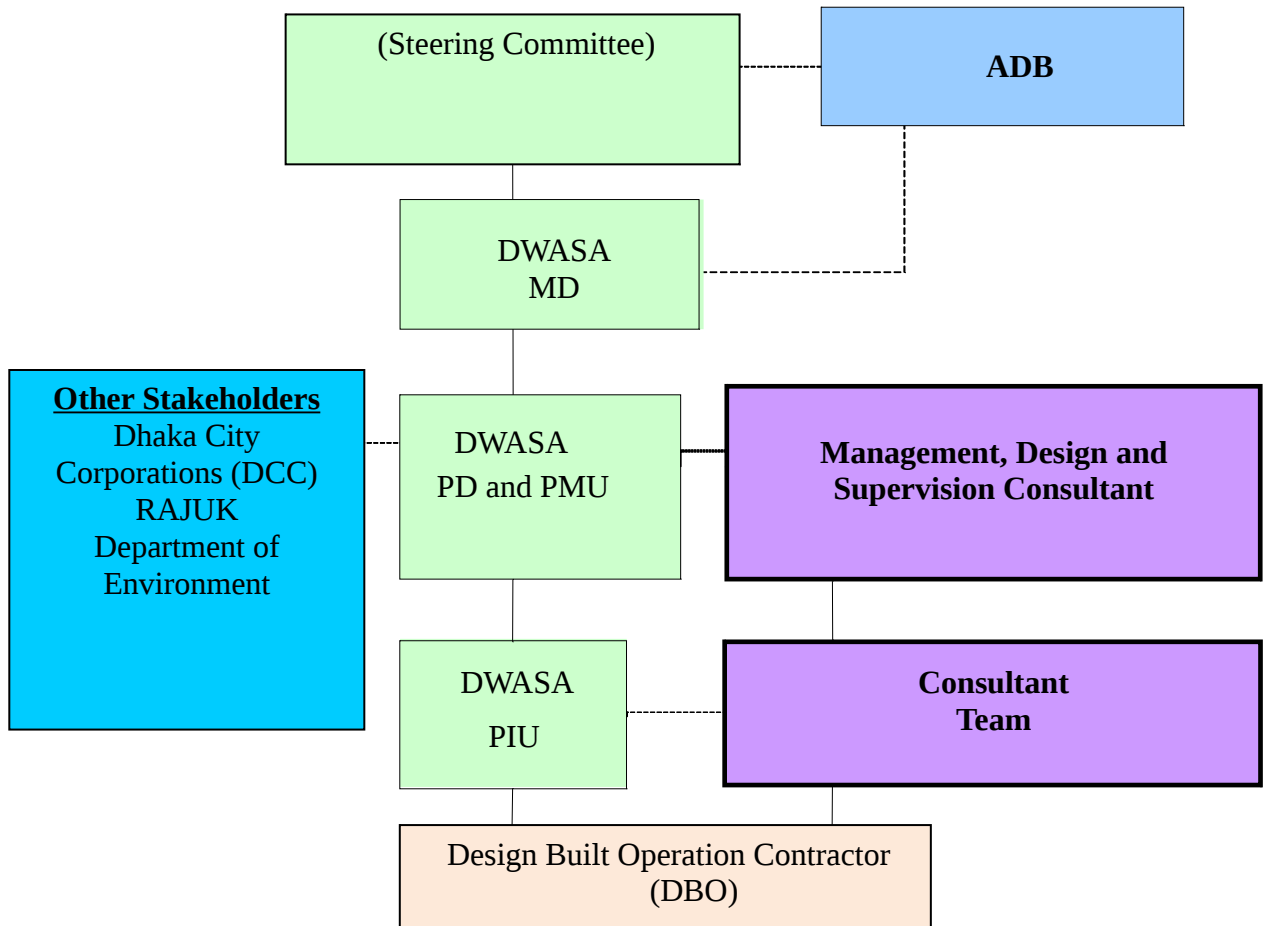 (Steering Committee)
ADB
DWASA
MD
Other Stakeholders
Dhaka City
Corporations (DCC)
RAJUK
Department of
Environment
DWASA
PD and PMU
Management, Design and
Supervision Consultant
DWASA
PIU
Consultant
Team
Design Built Operation Contractor
(DBO)